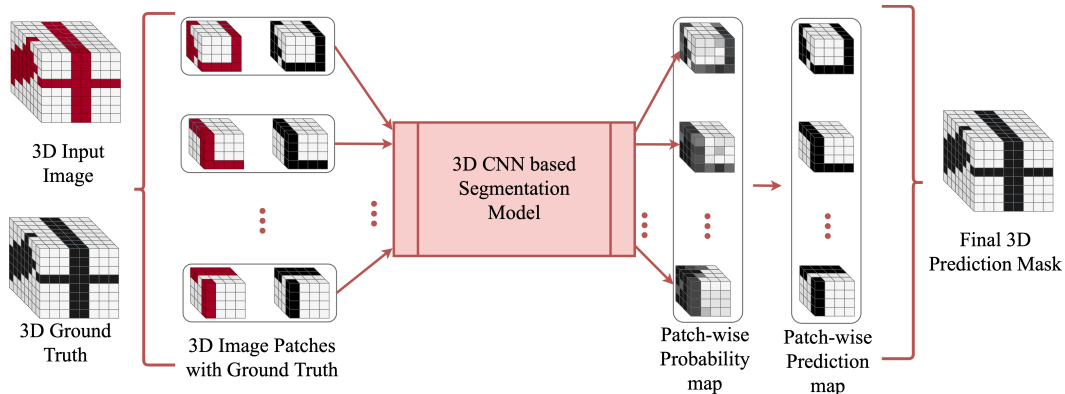 3D Input
Image
3D Ground
Truth
3D Image Patches
with Ground Truth
3D CNN based
Segmentation
Model
Patch-wise
Probability
map
Patch-wise
Prediction
map
Final 3D
Prediction Mask